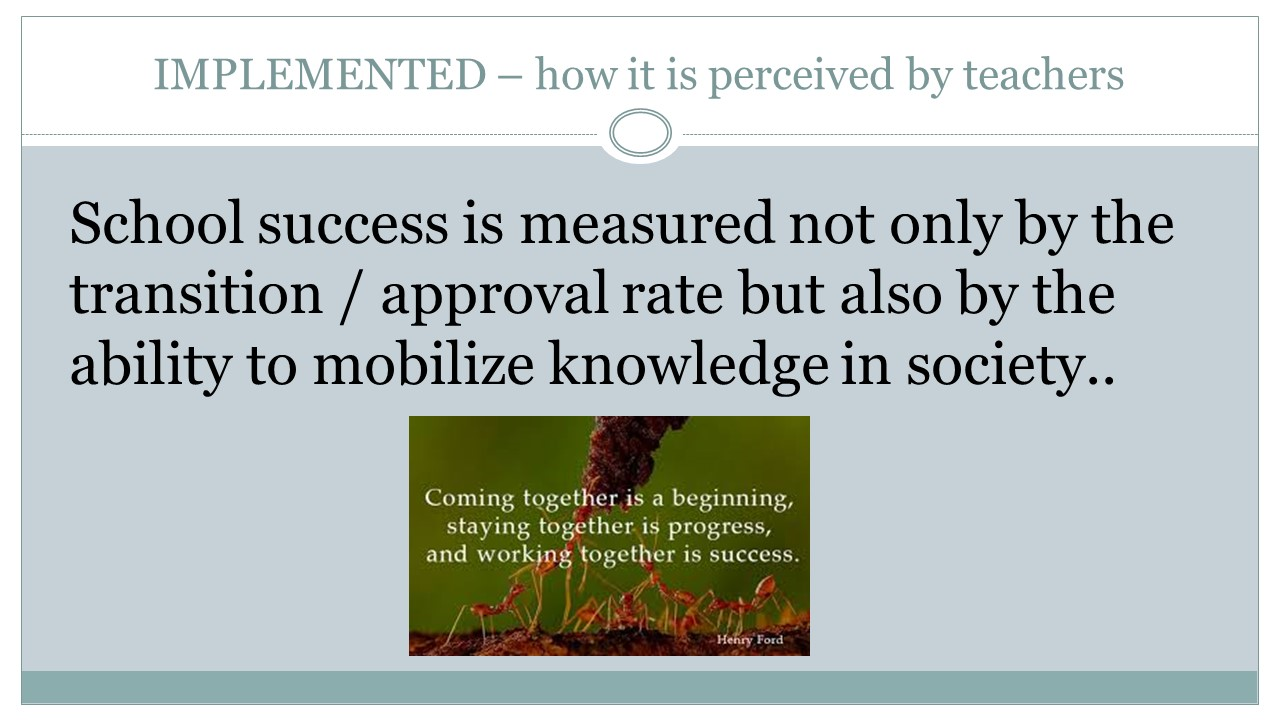 IMPLEMENTED – how it is perceived by teachers
School success is measured not only by the
transition / approval rate but also by the
ability to mobilize knowledge in society..
Coming together is a beginning,
staying together is progress,
and working together is success.
Henry Ford